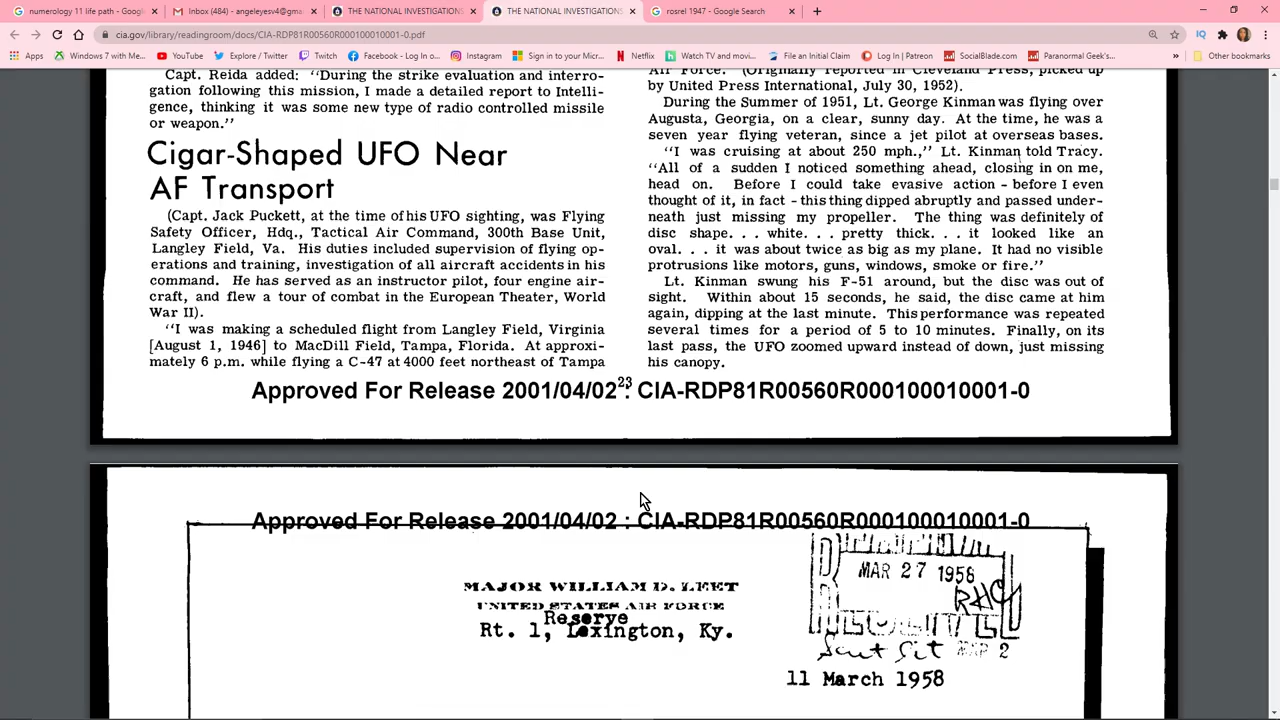 numerology 11 life path - Googl
Inbox (484) - angeleyesv4@gma
THE NATIONAL INVESTIGATIONS
THE NATIONAL INVESTIGATIONS
rosrel 1947 - Google Search
cia.gov/library/readingroom/docs/CIA-RDP81R00560R000100010001-0.pdf
Apps
Windows 7 with Me...
YouTube
Explore / Twitter
Twitch
Facebook - Log In o...
Instagram
Sign in to your Micr...
Netflix
Watch TV and movi...
File an Initial Claim
Log In | Patreon
SocialBlade.com
Paranormal Geek's...
Other bookmarks
Capt. Reida added: "During the strike evaluation and interro-
gation following this mission, I made a detailed report to Intelli-
gence, thinking it was some new type of radio controlled missile
or weapon."
Cigar-Shaped UFO Near
AF Transport
(Capt. Jack Puckett, at the time of his UFO sighting, was Flying
Safety Officer, Hdq., Tactical Air Command, 300th Base Unit,
Langley Field, Va. His duties included supervision of flying op-
erations and training, investigation of all aircraft accidents in his
command. He has served as an instructor pilot, four engine air-
craft, and flew a tour of combat in the European Theater, World
War II).
"I was making a scheduled flight from Langley Field, Virginia
[August 1, 1946] to MacDill Field, Tampa, Florida. At approxi-
mately 6 p.m. while flying a C-47 at 4000 feet northeast of Tampa
Air Force. (Originally reported in Cleveland Press, picked up
by United Press International, July 30, 1952).
During the Summer of 1951, Lt. George Kinman was flying over
Augusta, Georgia, on a clear, sunny day. At the time, he was a
seven year flying veteran, since a jet pilot at overseas bases.
"I was cruising at about 250 mph.," Lt. Kinman told Tracy.
"All of a sudden I noticed something ahead, closing in on me,
head on. Before I could take evasive action - before I even
thought of it, in fact - this thing dipped abruptly and passed under-
neath just missing my propeller. The thing was definitely of
disc shape. . . white. . . pretty thick. . . it looked like an
oval. . . it was about twice as big as my plane. It had no visible
protrusions like motors, guns, windows, smoke or fire."
Lt. Kinman swung his F-51 around, but the disc was out of
sight. Within about 15 seconds, he said, the disc came at him
again, dipping at the last minute. This performance was repeated
several times for a period of 5 to 10 minutes. Finally, on its
last pass, the UFO zoomed upward instead of down, just missing
his canopy.
23
Approved For Release 2001/04/02 : CIA-RDP81R00560R000100010001-0
Approved For Release 2001/04/02 : CIA-RDP81R00560R000100010001-0
MAJOR WILLIAM D. LEET
UNITED STATES AIR FORCE
Reserve
Rt. 1, Lexington, Ky.
MAR 27 1958
MAR 2
11 March 1958